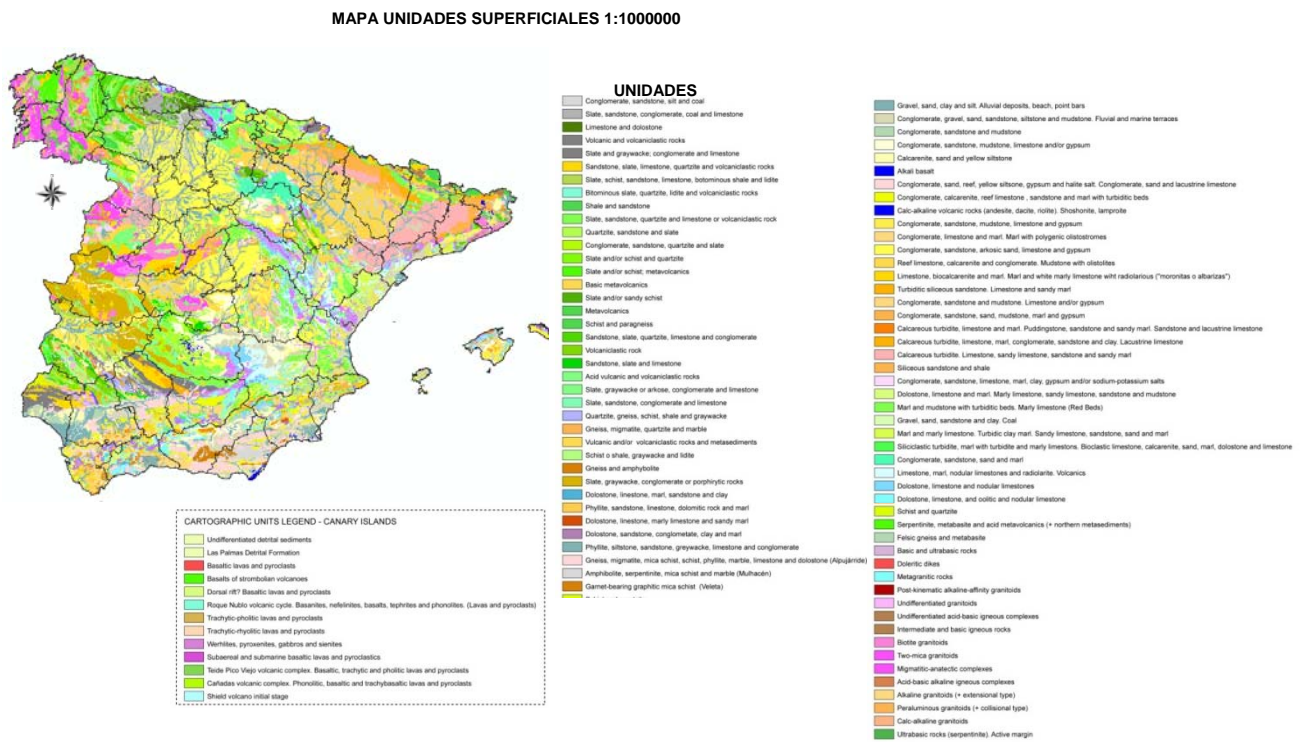 MAPA UNIDADES SUPERFICIALES 1:1000000
UNIDADES
Conglomerate, sandstone, silt and coal
Slate, sandstone, conglomerate, coal and limestone
Limestone and dolostone
Volcanic and volcaniclastic rocks
Slate and graywacke; conglomerate and limestone
Sandstone, slate, limestone, quartzite and volcaniclastic rocks
Slate, schist, sandstone, limestone, botominous shale and lidite
Bitominous slate, quartzite, lidite and volcaniclastic rocks
Shale and sandstone
Slate, sandstone, quartzite and limestone or volcaniclastic rock
Quartzite, sandstone and slate
Conglomerate, sandstone, quartzite and slate
Slate and/or schist and quartzite
Slate and/or schist, metavolcanics
Basic metavolcanics
Slate and/or sandy schist
Metavolcanics
Schist and paragneiss
Sandstone, slate, quartzite, limestone and conglomerate
Volcaniclastic rock
Sandstone, slate and limestone
Acid vulcanic and volcaniclastic rocks
Slate, graywacke or arkose, conglomerate and limestone
Slate, sandstone, conglomerate and limestone
Quartzite, gneiss, schist, shale and graywacke
Gneiss, migmatite, quartzite and marble
Vulcanic and/or volcaniclastic rocks and metasediments
Schist o shale, graywacke and lidite
Gneiss and amphybolite
Slate, graywacke, conglomerate or porphirytic rocks
Dolostone, linestone, marl, sandstone and clay
Phyllite, sandstone, linestone, dolomitic rock and marl
Dolostone, linestone, marly limestone and sandy marl
Dolostone, sandstone, conglometate, clay and marl
Phyllite, siltstone, sandstone, greywacke, limestone and conglomerate
Gneiss, migmatite, mica schist, schist, phyllite, marble, limestone and dolostone (Alpujárride)
Amphibolite, serpentinite, mica schist and marble (Mulhacén)
Garnet-bearing graphitic mica schist (Veleta)
Gravel, sand, clay and silt. Alluvial deposits, beach, point bars
Conglomerate, gravel, sand, sandstone, siltstone and mudstone. Fluvial and marine terraces
Conglomerate, sandstone and mudstone
Conglomerate, sandstone, mudstone, limestone and/or gypsum
Calcarenite, sand and yellow siltstone
Alkali basalt
Conglomerate, sand, reef, yellow siltsone, gypsum and halite salt. Conglomerate, sand and lacustrine limestone
Conglomerate, calcarenite, reef limestone , sandstone and marl with turbiditic beds
Calc-alkaline volcanic rocks (andesite, dacite, riolite). Shoshonite, lamproite
Conglomerate, sandstone, mudstone, limestone and gypsum
Conglomerate, limestone and marl. Marl with polygenic olistostromes
Conglomerate, sandstone, arkosic sand, limestone and gypsum
Reef limestone, calcarenite and conglomerate. Mudstone with olistolites
Limestone, biocalcarenite and marl. Marl and white marly limestone wiht radiolarious ("moronitas o albarizas")
Turbiditic siliceous sandstone. Limestone and sandy marl
Conglomerate, sandstone and mudstone. Limestone and/or gypsum
Conglomerate, sandstone, sand, mudstone, marl and gypsum
Calcareous turbidite, limestone and marl. Puddingstone, sandstone and sandy marl. Sandstone and lacustrine limestone
Calcareous turbidite, limestone, marl, conglomerate, sandstone and clay. Lacustrine limestone
Calcareous turbidite. Limestone, sandy limestone, sandstone and sandy marl
Siliceous sandstone and shale
Conglomerate, sandstone, limestone, marl, clay, gypsum and/or sodium-potassium salts
Dolostone, limestone and marl. Marly limestone, sandy limestone, sandstone and mudstone
Marl and mudstone with turbiditic beds. Marly limestone (Red Beds)
Gravel, sand, sandstone and clay. Coal
Marl and marly limestone. Turbidic clay marl. Sandy limestone, sandstone, sand and marl
Siliciclastic turbidite, marl with turbidite and marly limestons. Bioclastic limestone, calcarenite, sand, marl, dolostone and limestone
Conglomerate, sandstone, sand and marl
Limestone, marl, nodular limestones and radiolarite. Volcanics
Dolostone, limestone and nodular limestones
Dolostone, limestone, and oolitic and nodular limestone
Schist and quartzite
Serpentinite, metabasite and acid metavolcanics (+ northern metasediments)
Felsic gneiss and metabasite
Basic and ultrabasic rocks
Doleritic dikes
Metagranitic rocks
Post-kinematic alkaline-affinity granitoids
Undifferentiated granitoids
Undifferentiated acid-basic igneous complexes
Intermediate and basic igneous rocks
Biotite granitoids
Two-mica granitoids
Migmatitic-anatectic complexes
Acid-basic alkaline igneous complexes
Alkaline granitoids (+ extensional type)
Peraluminous granitoids (+ collisional type)
Calc-alkaline granitoids
Ultrabasic rocks (serpentinite). Active margin
CARTOGRAPHIC UNITS LEGEND - CANARY ISLANDS
Undifferentiated detrital sediments
Las Palmas Detrital Formation
Basaltic lavas and pyroclasts
Basalts of strombolian volcanoes
Dorsal rift? Basaltic lavas and pyroclasts
Roque Nublo volcanic cycle. Basanites, nefelinites, basalts, tephrites and phonolites. (Lavas and pyroclasts)
Trachytic-pholitic lavas and pyroclasts
Trachytic-rhyolitic lavas and pyroclasts
Werhlites, pyroxenites, gabbros and sienites
Subaereal and submarine basaltic lavas and pyroclastics
Teide Pico Viejo volcanic complex. Basaltic, trachytic and pholitic lavas and pyroclasts
Cañadas volcanic complex. Phonolitic, basaltic and trachybasaltic lavas and pyroclasts
Shield volcano initial stage